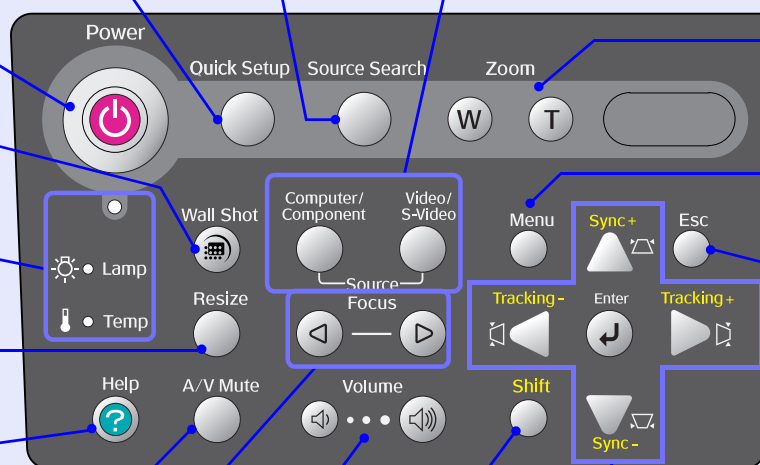 Power
Quick Setup
Source Search
Zoom
W
T
Computer/
Component
Video/
S-Video
Source
Wall Shot
Menu
Sync+
Esc
Lamp
Temp
Resize
Focus
Tracking-
Enter
Tracking+
Help
?
A/V Mute
Volume
Shift
Sync-